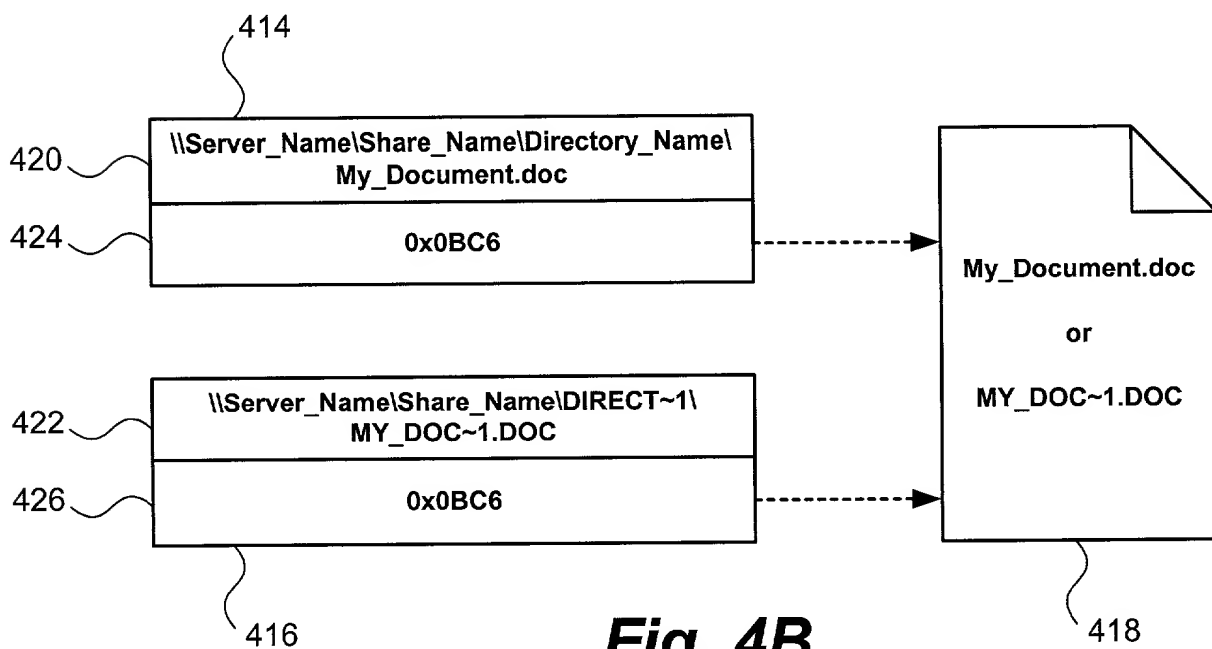 414
\\Server_Name\Share_Name\Directory_Name\
My_Document.doc
420
424
0x0BC6
My_Document.doc
or
MY_DOC~1.DOC
\\Server_Name\Share_Name\DIRECT~1\
MY_DOC~1.DOC
422
426
0x0BC6
416
418
Fig. 4B